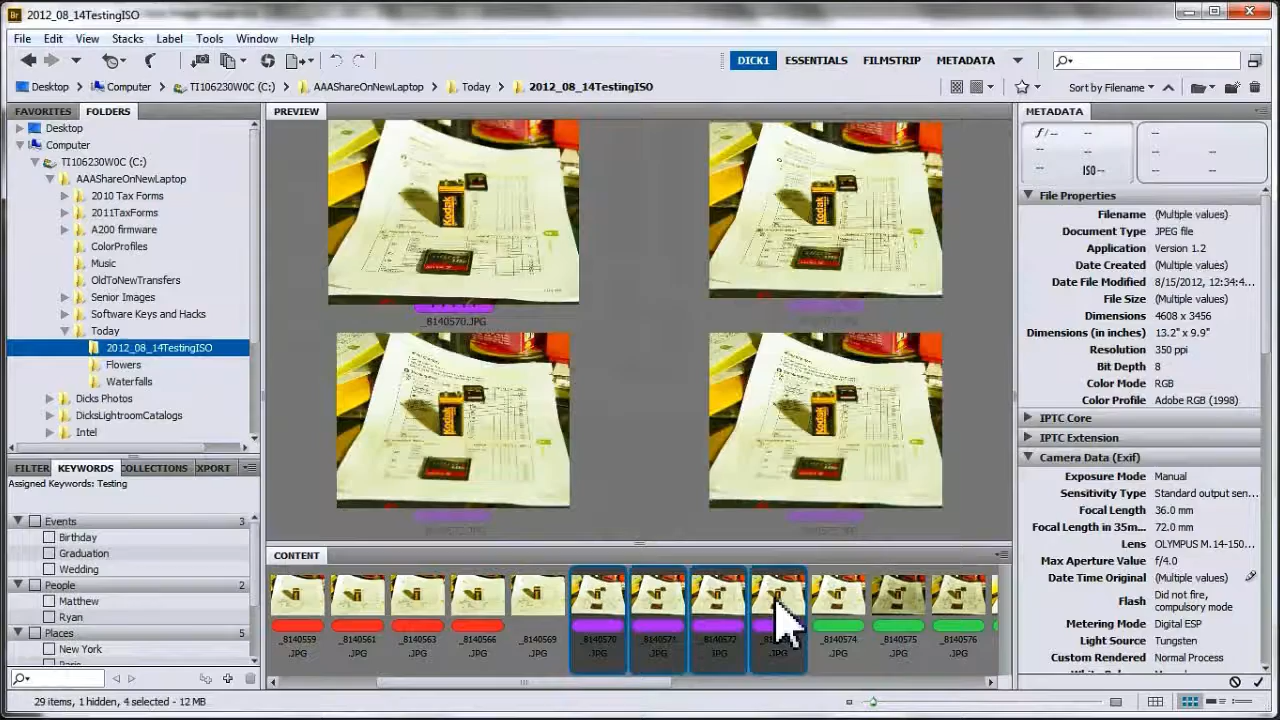 Br 2012_08_14TestingISO
File Edit View Stacks Label Tools Window Help
DICK1 ESSENTIALS FILMSTRIP METADATA
Desktop Computer TI106230W0C (C:) AAAShareOnNewLaptop Today 2012_08_14TestingISO Sort by Filename
FAVORITES FOLDERS
Desktop
Computer
TI106230W0C (C:)
AAAShareOnNewLaptop
2010 Tax Forms
2011TaxForms
A200 firmware
ColorProfiles
Music
OldToNewTransfers
Senior Images
Software Keys and Hacks
Today
2012_08_14TestingISO
Flowers
Waterfalls
Dicks Photos
DicksLightroomCatalogs
Intel
FILTER KEYWORDS COLLECTIONS XPORT
Assigned Keywords: Testing
Events 3
Birthday
Graduation
Wedding
People 2
Matthew
Ryan
Places 5
New York
PREVIEW
Kodak
Kodak
_8140570.JPG
Kodak
Kodak
CONTENT
_8140559 .JPG
_8140561 .JPG
_8140563 .JPG
_8140566 .JPG
_8140569 .JPG
_8140570 .JPG
_8140571 .JPG
_8140572 .JPG
.JPG
_8140574 .JPG
_8140575 .JPG
_8140576 .JPG
METADATA
f/-- -- -- --
-- -- --
-- ISO-- -- --
File Properties
Filename (Multiple values)
Document Type JPEG file
Application Version 1.2
Date Created (Multiple values)
Date File Modified 8/15/2012, 12:34:4...
File Size (Multiple values)
Dimensions 4608 x 3456
Dimensions (in inches) 13.2" x 9.9"
Resolution 350 ppi
Bit Depth 8
Color Mode RGB
Color Profile Adobe RGB (1998)
IPTC Core
IPTC Extension
Camera Data (Exif)
Exposure Mode Manual
Sensitivity Type Standard output sen...
Focal Length 36.0 mm
Focal Length in 35m... 72.0 mm
Lens OLYMPUS M.14-150...
Max Aperture Value f/4.0
Date Time Original (Multiple values)
Flash Did not fire,
compulsory mode
Metering Mode Digital ESP
Light Source Tungsten
Custom Rendered Normal Process
29 items, 1 hidden, 4 selected - 12 MB